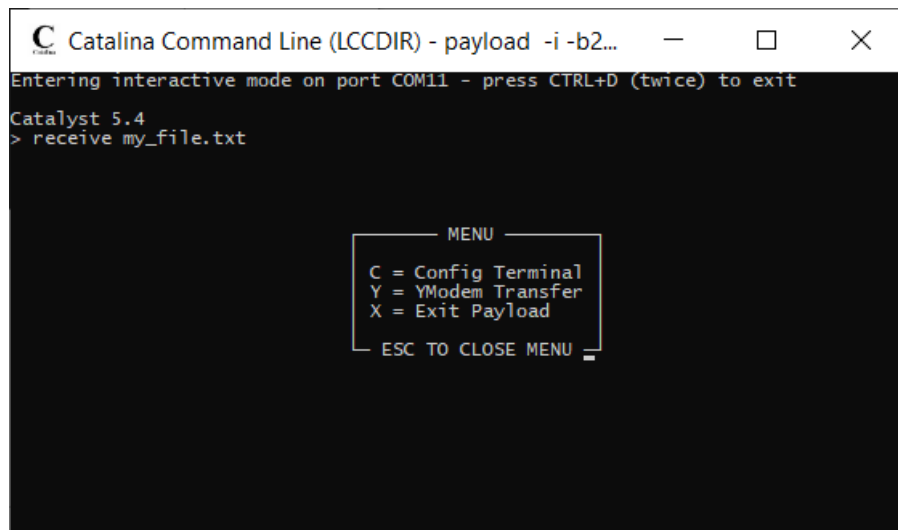 Catalina Command Line (LCCDIR) - payload -i -b2...
Entering interactive mode on port COM11 - press CTRL+D (twice) to exit
Catalyst 5.4
> receive my_file.txt
MENU
C = Config Terminal
Y = YModem Transfer
X = Exit Payload
ESC TO CLOSE MENU